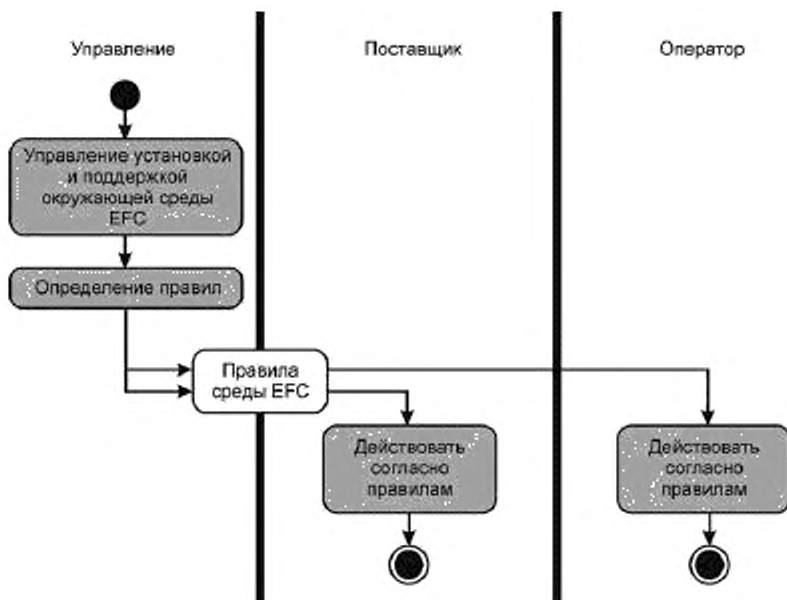 Управление
Поставщик
Оператор
Управление установкой
и поддержкой
окружающей среды
EFC
Определение правил
Правила
среды EFC
Действовать
согласно
правилам
Действовать
согласно
правилам